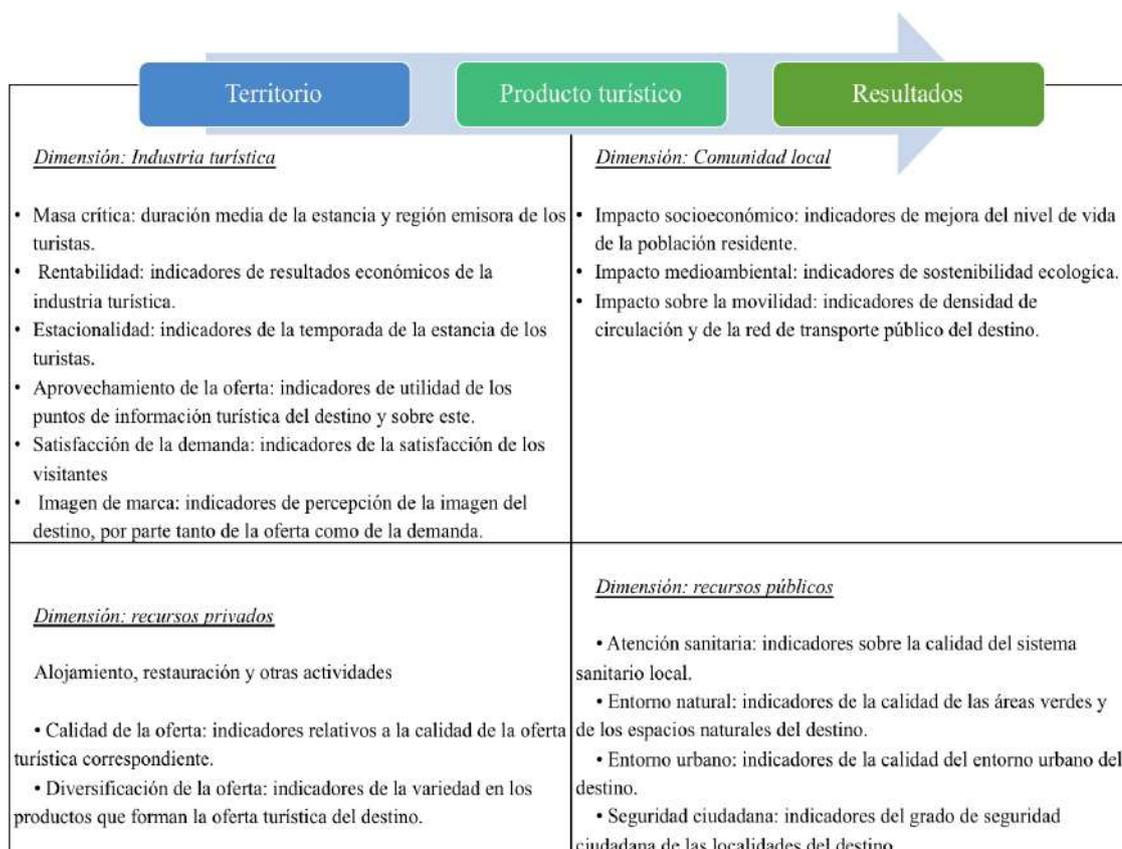 Territorio
Producto turístico
Resultados
Dimensión: Industria turística
• Masa crítica: duración media de la estancia y región emisora de los
turistas.
• Rentabilidad: indicadores de resultados económicos de la
industria turística.
• Estacionalidad: indicadores de la temporada de la estancia de los
turistas.
• Aprovechamiento de la oferta: indicadores de utilidad de los
puntos de información turística del destino y sobre este.
• Satisfacción de la demanda: indicadores de la satisfacción de los
visitantes
• Imagen de marca: indicadores de percepción de la imagen del
destino, por parte tanto de la oferta como de la demanda.
Dimensión: Comunidad local
• Impacto socioeconómico: indicadores de mejora del nivel de vida
de la población residente.
• Impacto medioambiental: indicadores de sostenibilidad ecologíca.
• Impacto sobre la movilidad: indicadores de densidad de
circulación y de la red de transporte público del destino.
Dimensión: recursos privados
Alojamiento, restauración y otras actividades
• Calidad de la oferta: indicadores relativos a la calidad de la oferta
turística correspondiente.
• Diversificación de la oferta: indicadores de la variedad en los
productos que forman la oferta turística del destino.
Dimensión: recursos públicos
• Atención sanitaria: indicadores sobre la calidad del sistema
sanitario local.
• Entorno natural: indicadores de la calidad de las áreas verdes y
de los espacios naturales del destino.
• Entorno urbano: indicadores de la calidad del entorno urbano del
destino.
• Seguridad ciudadana: indicadores del grado de seguridad
ciudadana de las localidades del destino